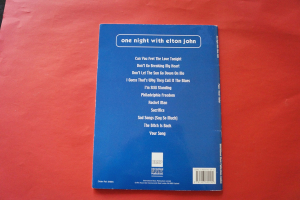 one night with elton john
Can You Feel The Love Tonight
Don't Go Breaking My Heart
Don't Let The Sun Go Down On Me
I Guess That's Why They Call It The Blues
I'm Still Standing
Philadelphia Freedom
Rocket Man
Sacrifice
Sad Songs (Say So Much)
The Bitch Is Back
Your Song